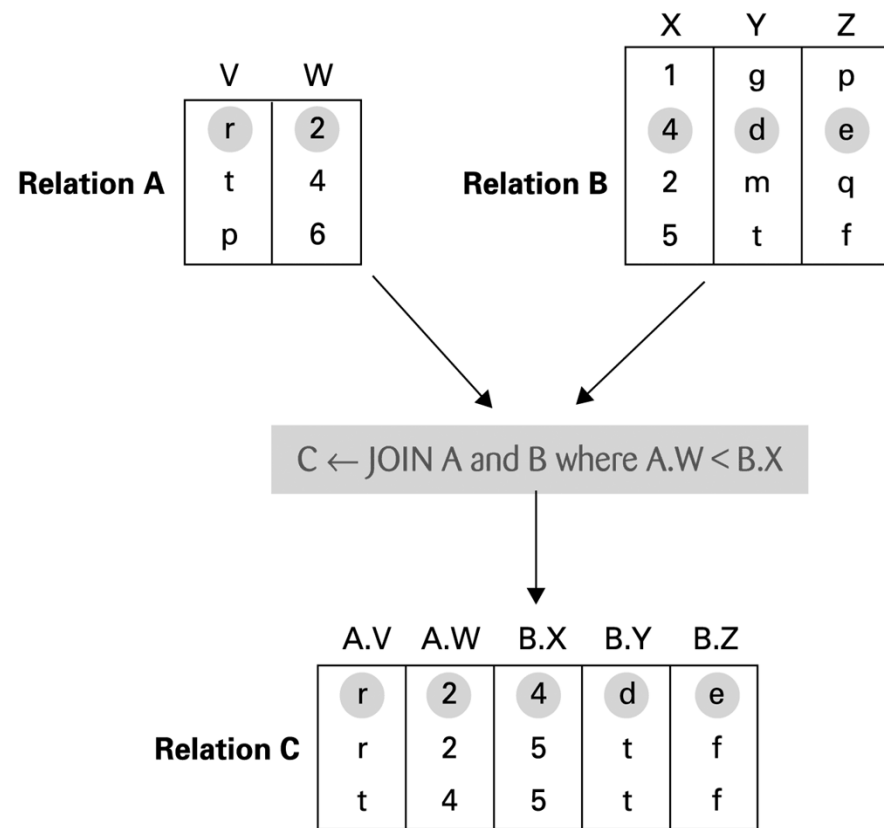 X Y Z
V W
1 g p
r 2
4 d e
Relation A
t 4
Relation B
2 m q
p 6
5 t f
C ← JOIN A and B where A.W < B.X
A.V A.W B.X B.Y B.Z
r 2 4 d e
Relation C
r 2 5 t f
t 4 5 t f